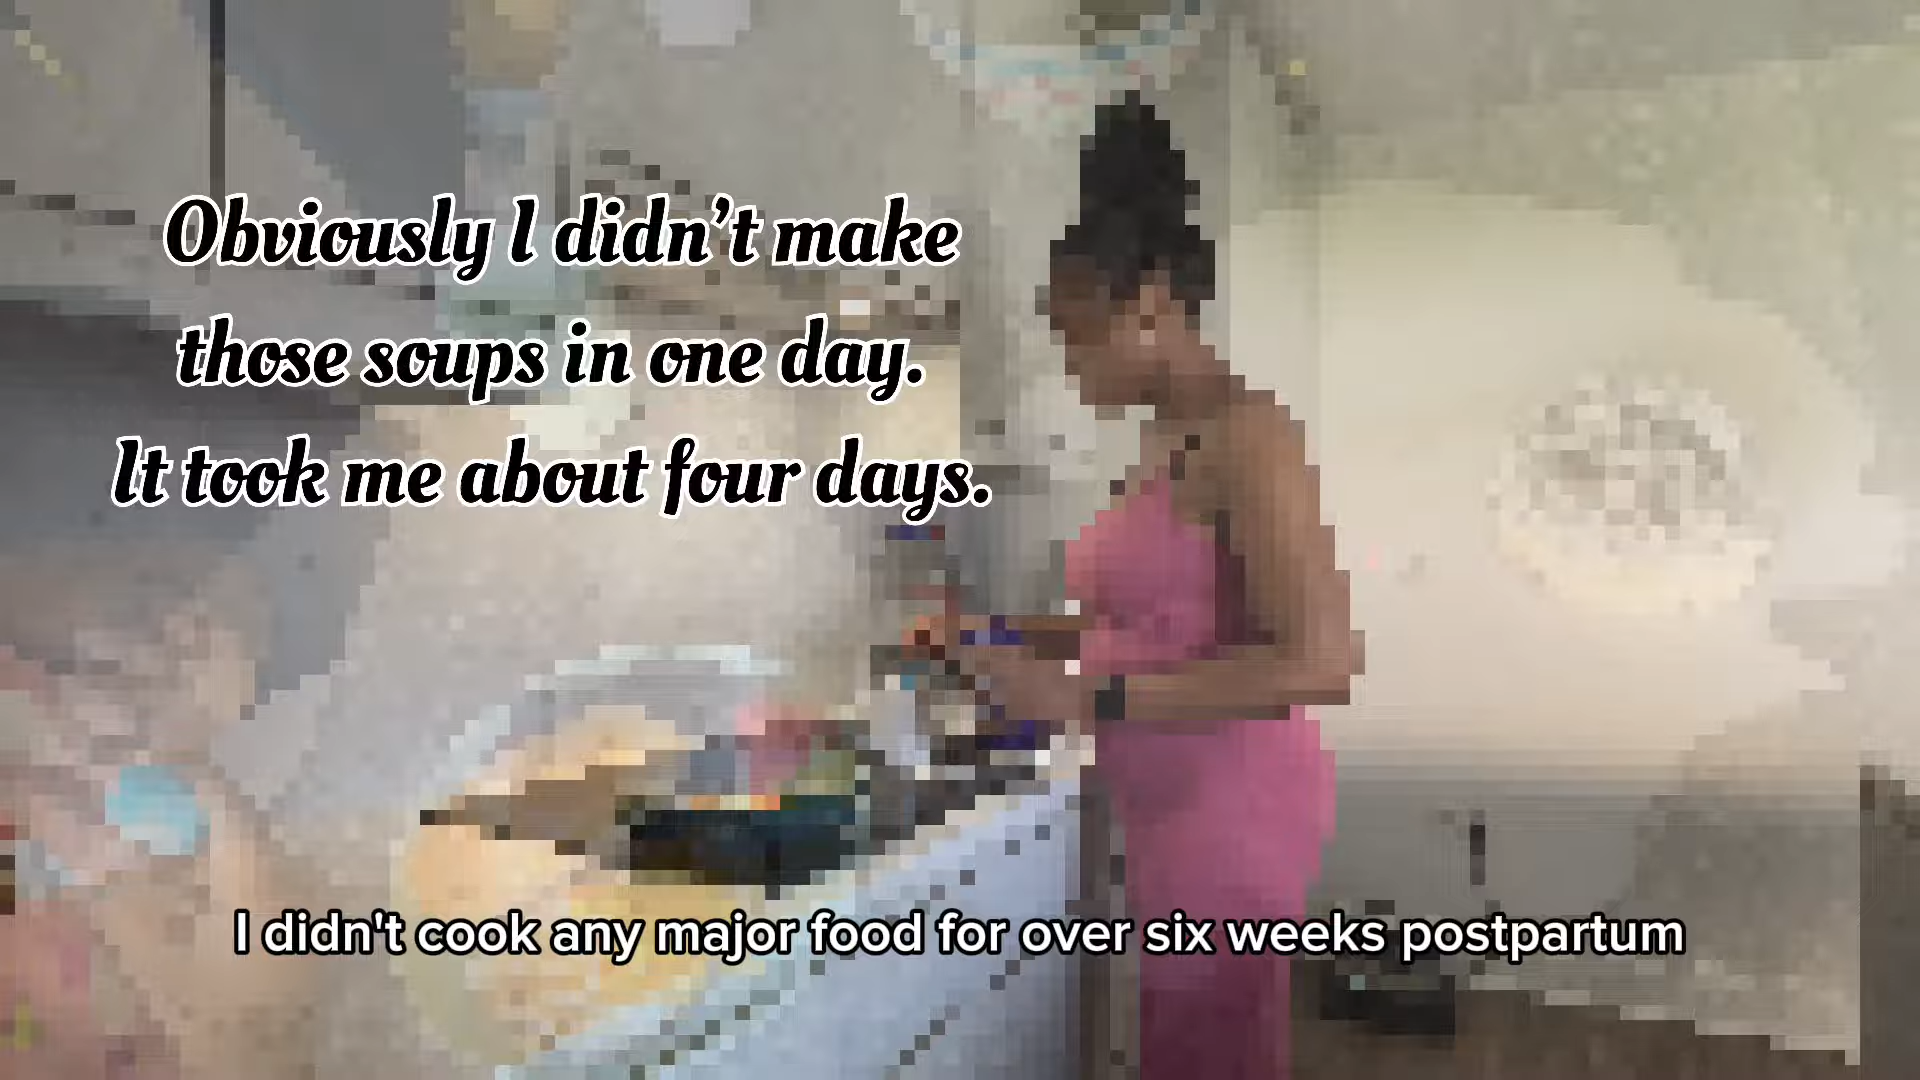 Obviously I didn't make
those soups in one day.
It took me about four days.
I didn't cook any major food for over six weeks postpartum